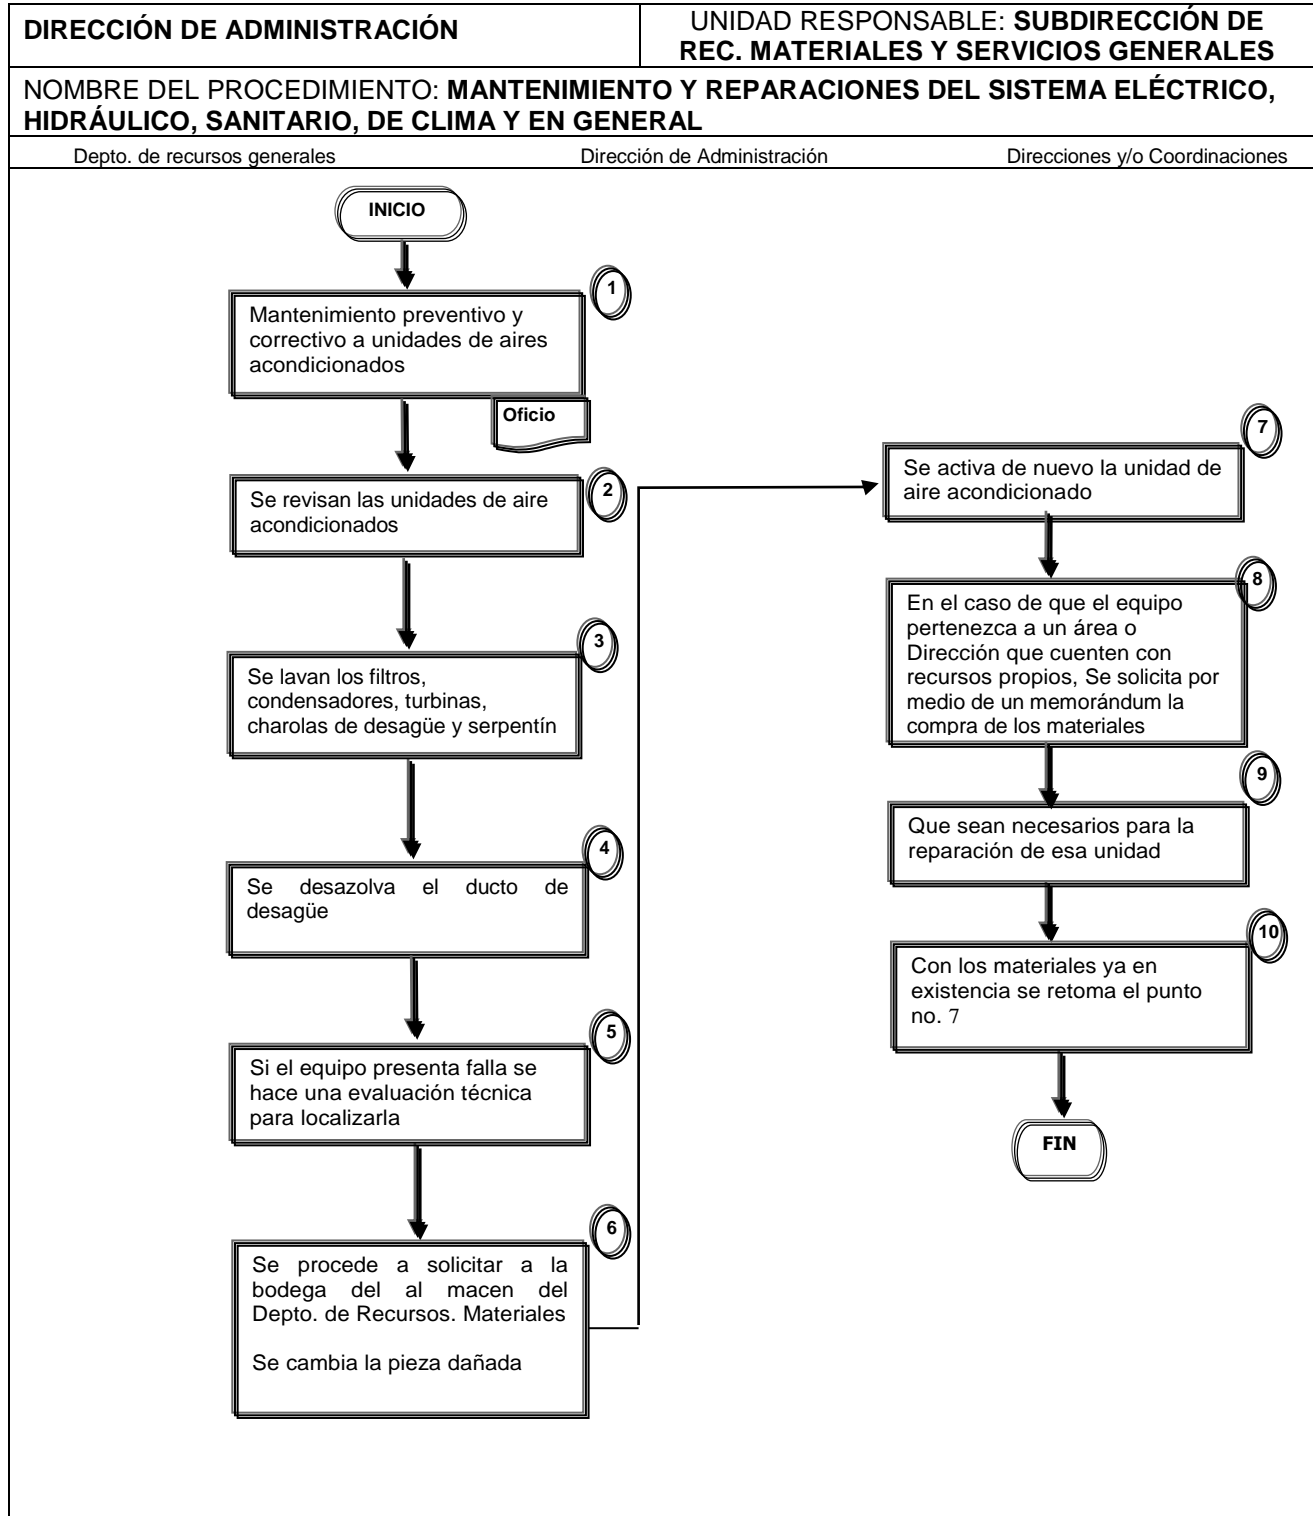 DIRECCIÓN DE ADMINISTRACIÓN
UNIDAD RESPONSABLE: SUBDIRECCIÓN DE
REC. MATERIALES Y SERVICIOS GENERALES
NOMBRE DEL PROCEDIMIENTO: MANTENIMIENTO Y REPARACIONES DEL SISTEMA ELÉCTRICO,
HIDRÁULICO, SANITARIO, DE CLIMA Y EN GENERAL
Depto. de recursos generales
Dirección de Administración
Direcciones y/o Coordinaciones
INICIO
1
Mantenimiento preventivo y
correctivo a unidades de aires
acondicionados
Oficio
2
Se revisan las unidades de aire
acondicionados
3
Se lavan los filtros,
condensadores, turbinas,
charolas de desagüe y serpentín
4
Se desazolva el ducto de
desagüe
5
Si el equipo presenta falla se
hace una evaluación técnica
para localizarla
6
Se procede a solicitar a la
bodega del al macen del
Depto. de Recursos. Materiales
Se cambia la pieza dañada
7
Se activa de nuevo la unidad de
aire acondicionado
8
En el caso de que el equipo
pertenezca a un área o
Dirección que cuenten con
recursos propios, Se solicita por
medio de un memorándum la
compra de los materiales
9
Que sean necesarios para la
reparación de esa unidad
10
Con los materiales ya en
existencia se retoma el punto
no. 7
FIN